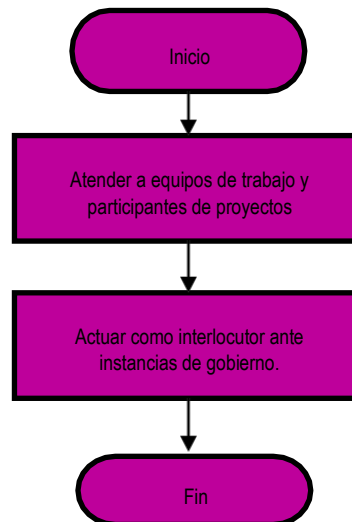 Inicio
Atender a equipos de trabajo y
participantes de proyectos
Actuar como interlocutor ante
instancias de gobierno.
Fin